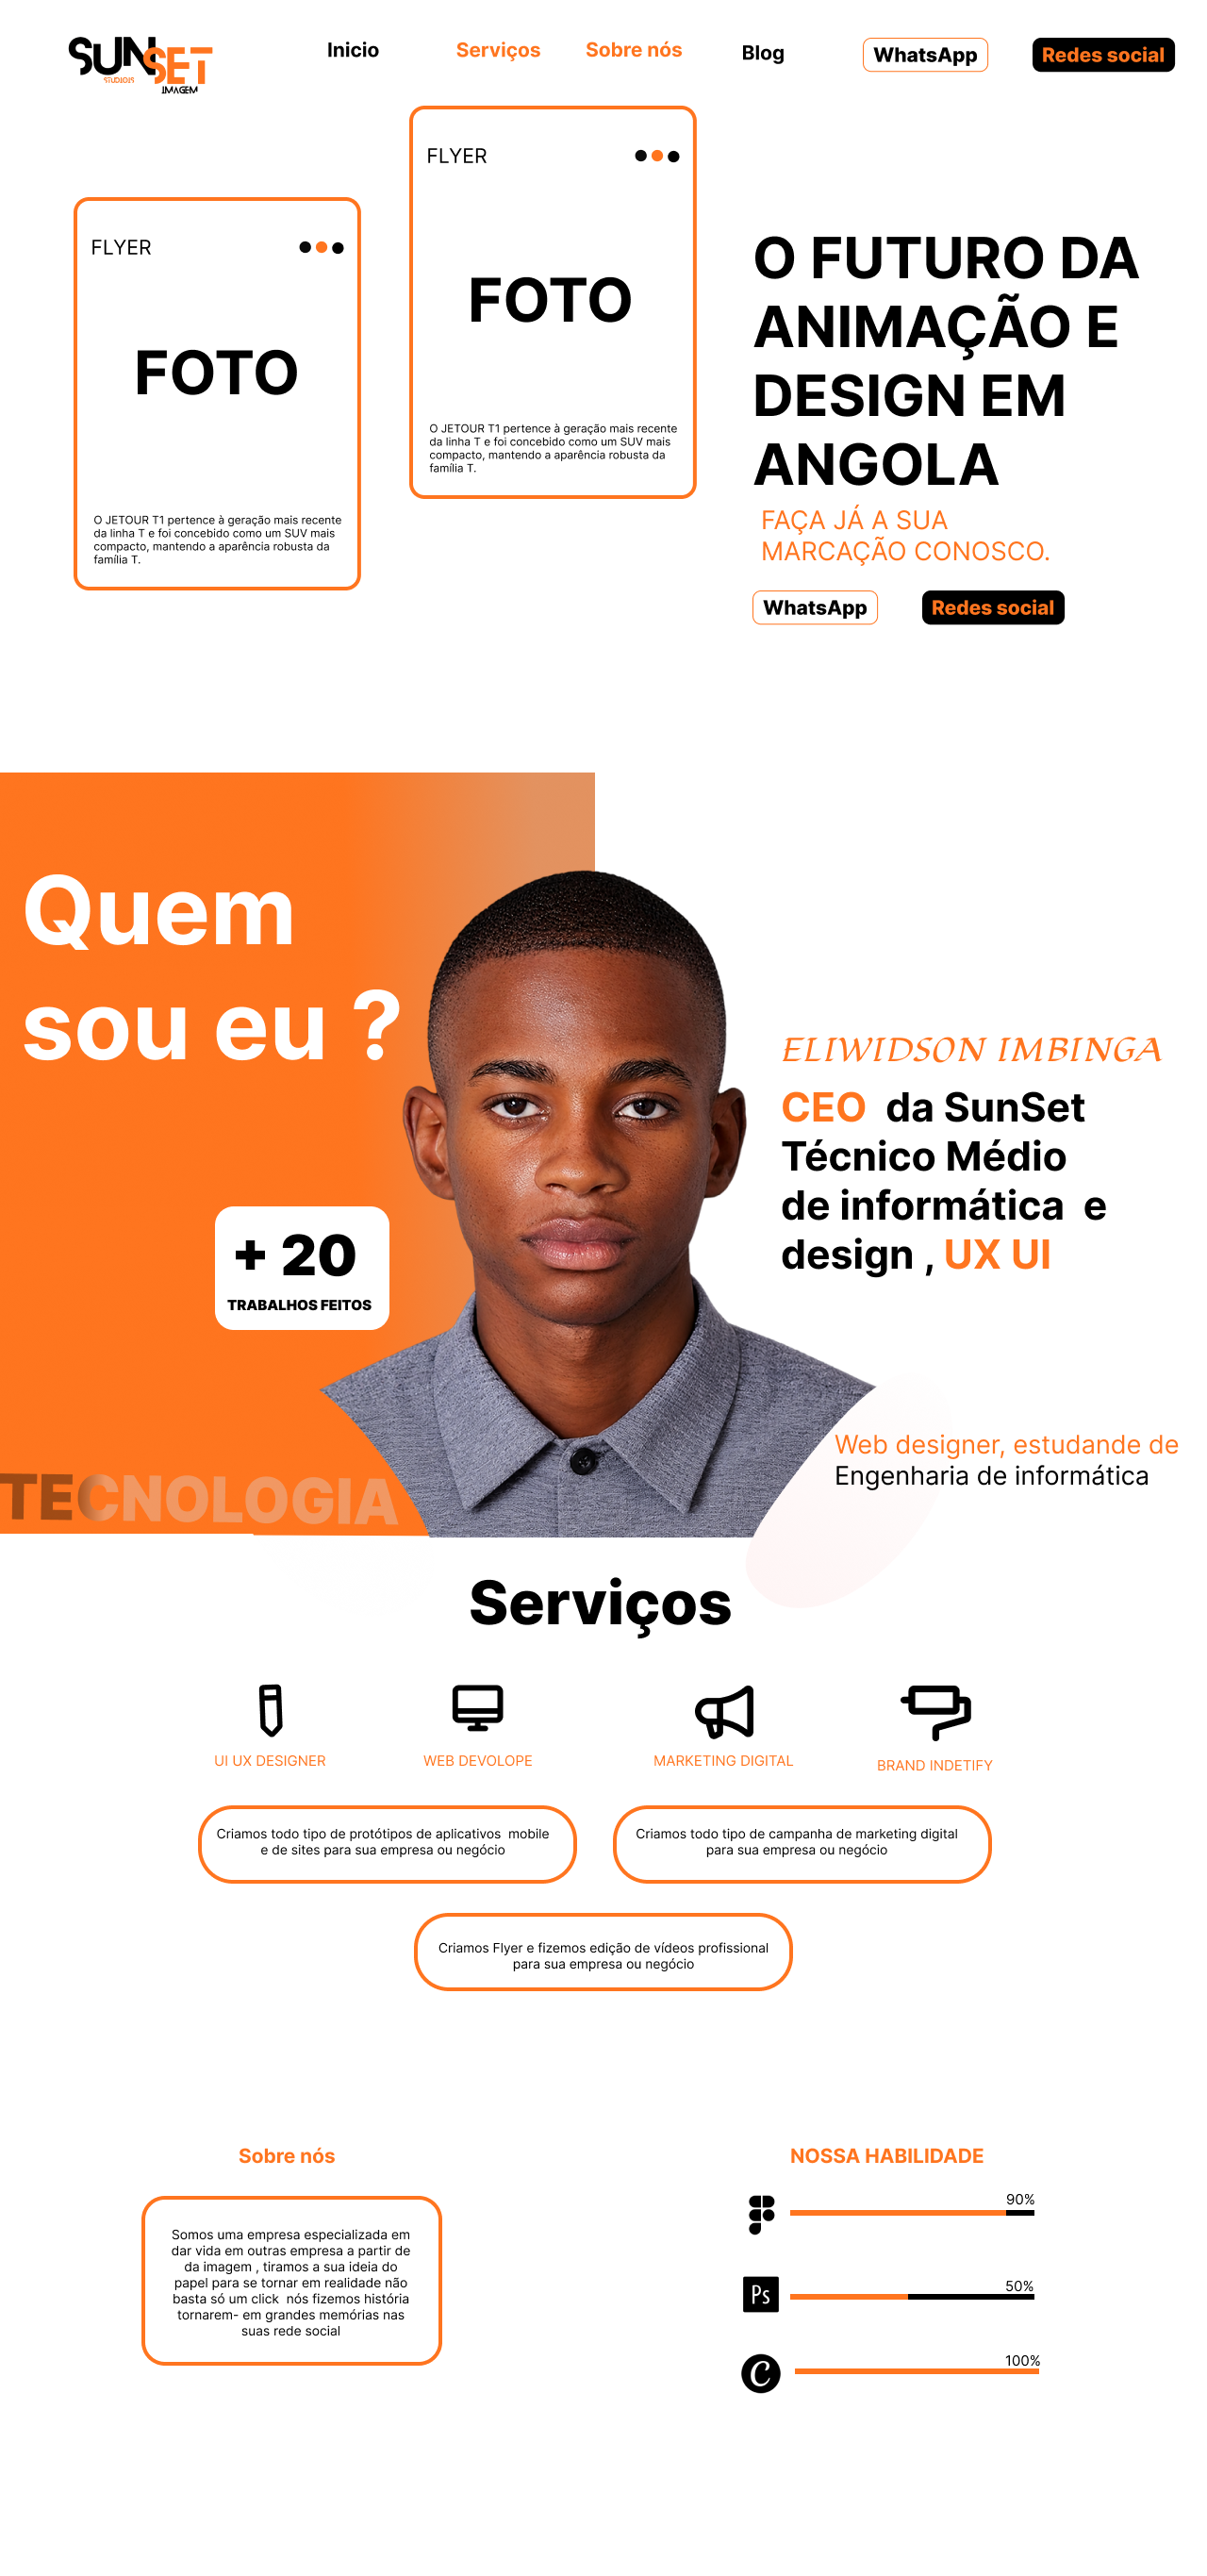 SUNSET
STUDIOS
IMAGEM
Inicio
Serviços
Sobre nós
Blog
WhatsApp
Redes social
FLYER
FOTO
O JETOUR T1 pertence à geração mais recente
da linha T e foi concebido como um SUV mais
compacto, mantendo a aparência robusta da
família T.
FLYER
FOTO
O JETOUR T1 pertence à geração mais recente
da linha T e foi concebido como um SUV mais
compacto, mantendo a aparência robusta da
família T.
O FUTURO DA
ANIMAÇÃO E
DESIGN EM
ANGOLA
FAÇA JÁ A SUA
MARCAÇÃO CONOSCO.
WhatsApp
Redes social
Quem
sou eu ?
+ 20
TRABALHOS FEITOS
TECNOLOGIA
ELIWIDSON IMBINGA
CEO da SunSet
Técnico Médio
de informática e
design , UX UI
Web designer, estudande de
Engenharia de informática
Serviços
UI UX DESIGNER
WEB DEVOLOPE
MARKETING DIGITAL
BRAND INDETIFY
Criamos todo tipo de protótipos de aplicativos mobile
e de sites para sua empresa ou negócio
Criamos todo tipo de campanha de marketing digital
para sua empresa ou negócio
Criamos Flyer e fizemos edição de vídeos profissional
para sua empresa ou negócio
Sobre nós
Somos uma empresa especializada em
dar vida em outras empresa a partir de
da imagem , tiramos a sua ideia do
papel para se tornar em realidade não
basta só um click nós fizemos história
tornarem- em grandes memórias nas
suas rede social
NOSSA HABILIDADE
90%
Ps
50%
C
100%